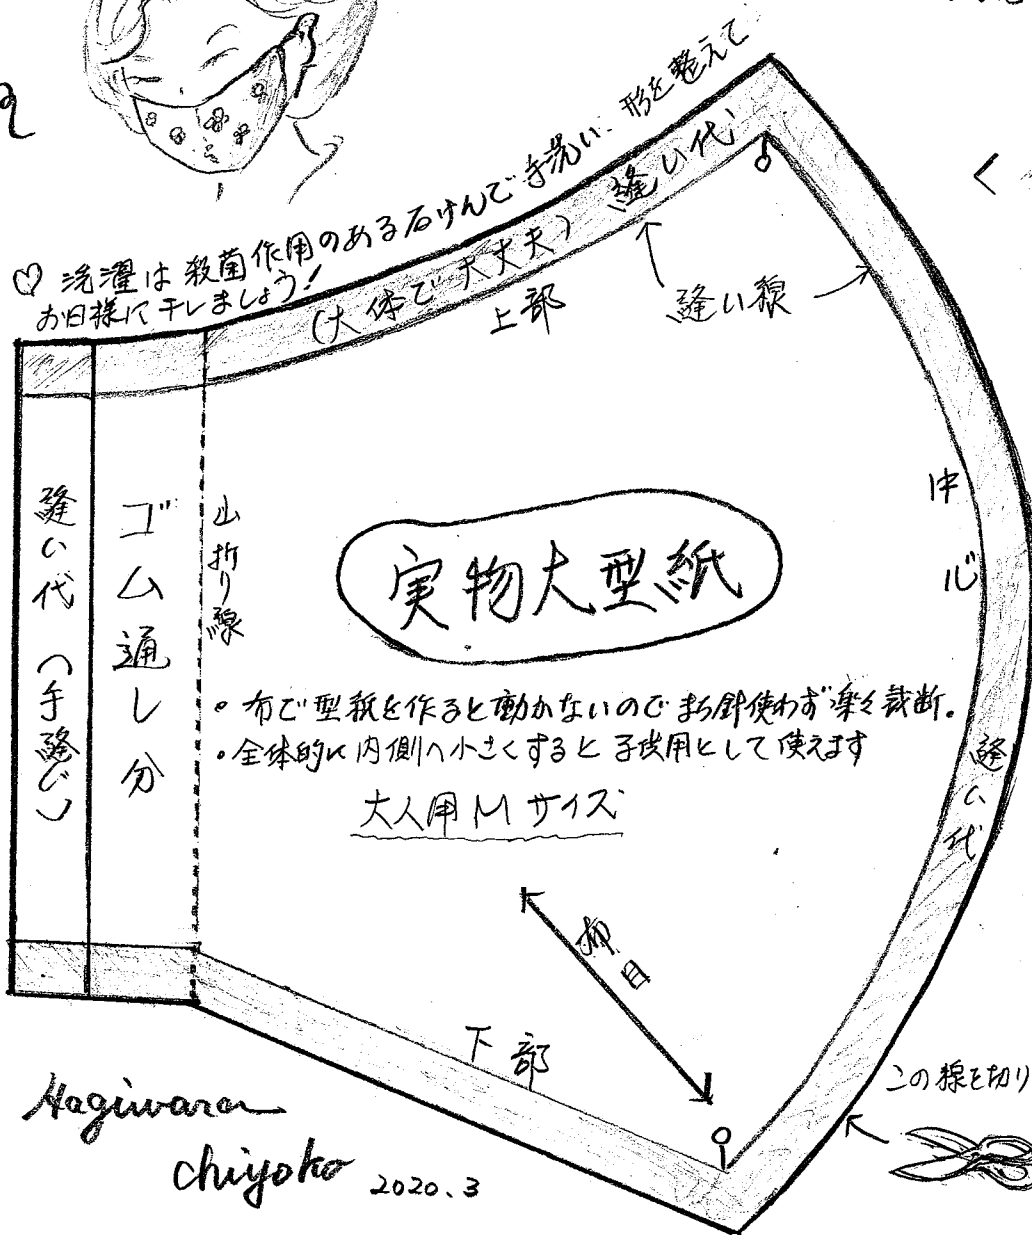 ♡ 洗濯は殺菌作用のある石けんで手洗い、形を整えて
お日様に干しましょう!
(大体で大丈夫) 縫い代
上部
縫い線
中心
縫い代
縫い代 (手縫い)
ゴム通し分
山折り線
実物大型紙
・布で型紙を作ると動かないのでまち針使わず楽々裁断。
・全体的に内側へ小さくすると子供用として使えます
大人用Mサイズ
布目
下部
この線を切り
Hagiwara
chiyoko 2020.3